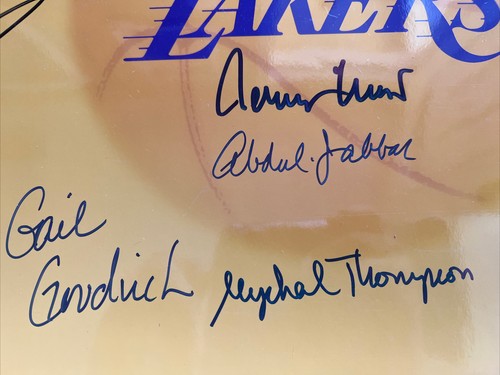 LAKERS
Abdul-Jabbar
Gail
Goodrich
Mychal Thompson